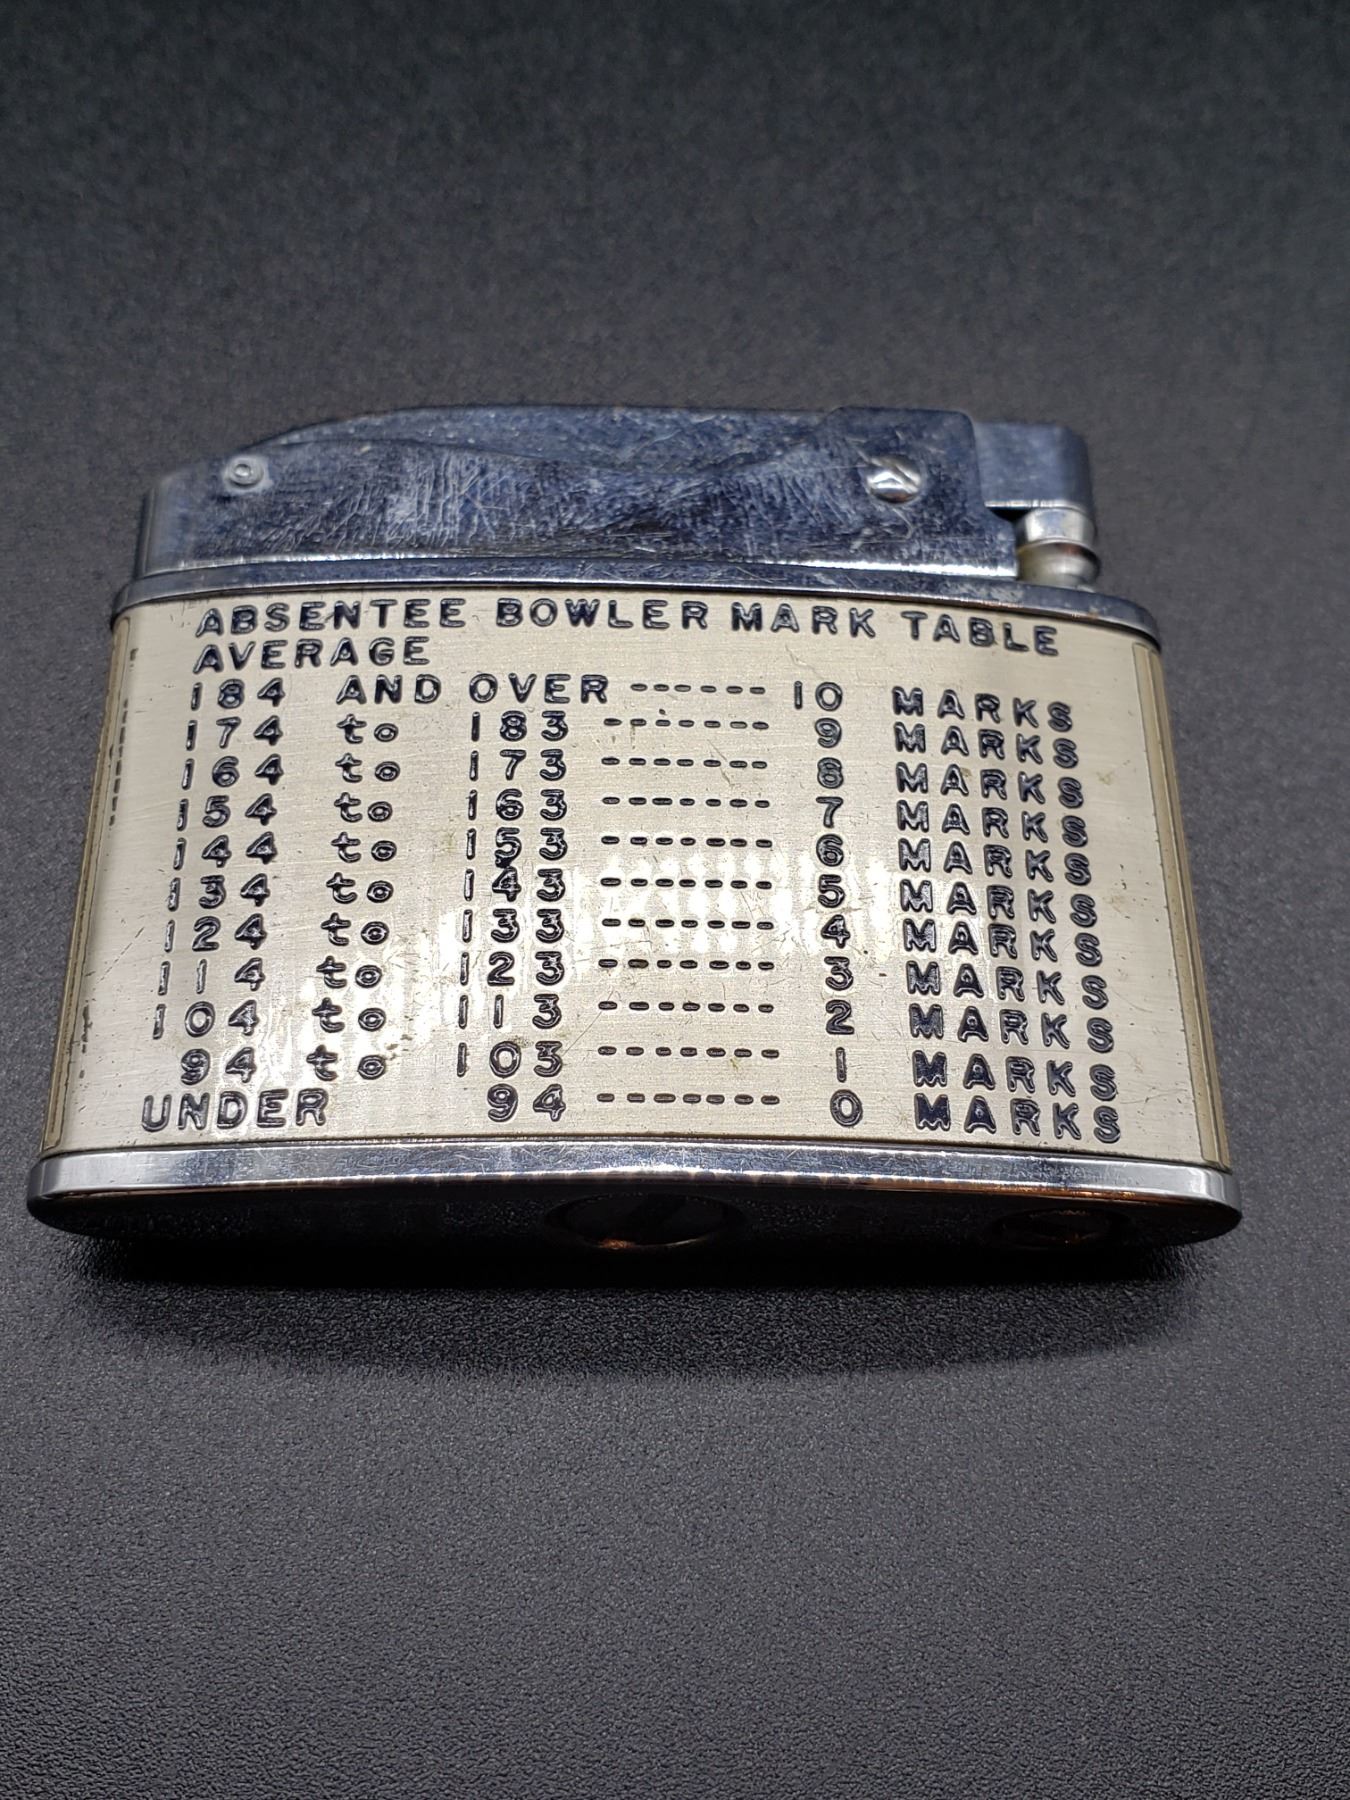 ABSENTEE BOWLER MARK TABLE
AVERAGE
184 AND OVER ------ 10 MARKS
174 to 183 ------- 9 MARKS
164 to 173 ------- 8 MARKS
154 to 163 ------- 7 MARKS
144 to 153 ------- 6 MARKS
134 to 143 ------- 5 MARKS
124 to 133 ------- 4 MARKS
114 to 123 ------- 3 MARKS
104 to 113 ------- 2 MARKS
94 to 103 ------- 1 MARKS
UNDER 94 ------- 0 MARKS